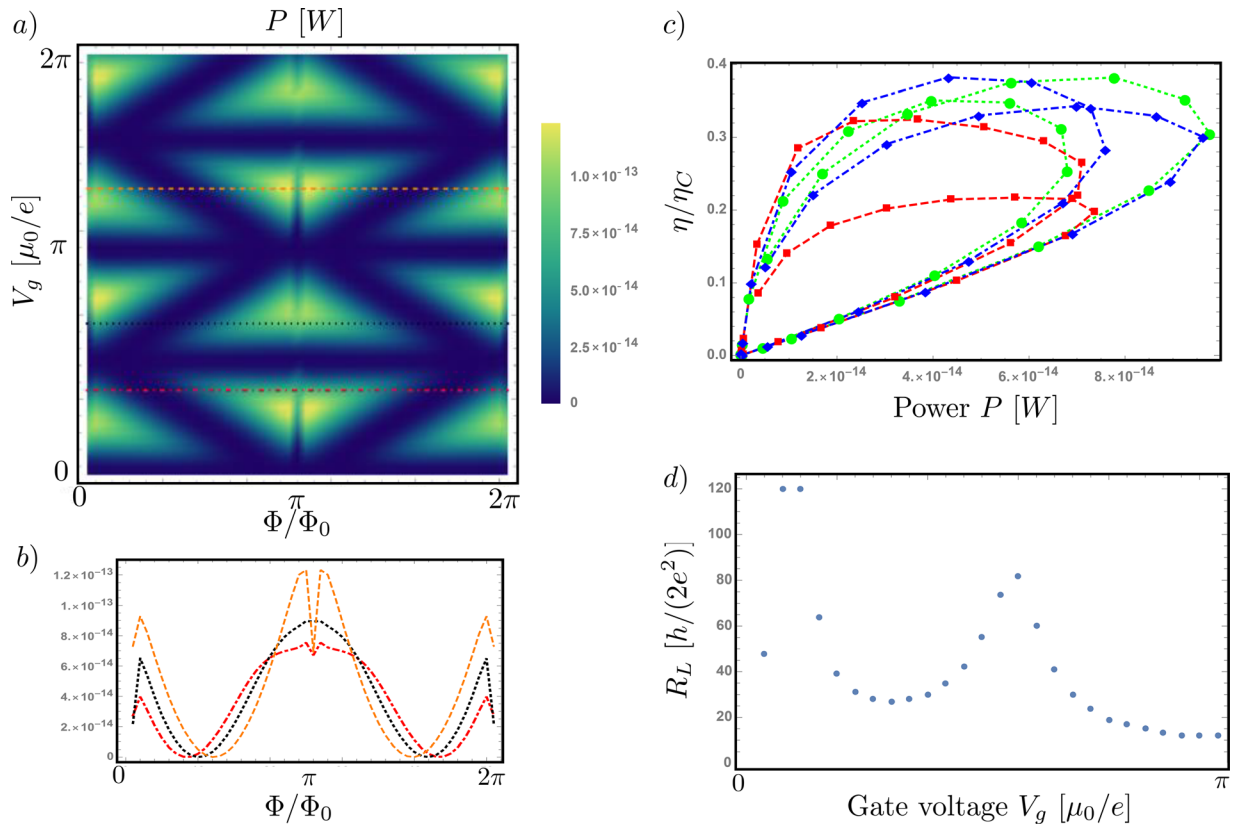 a)
P [W]
2π
π
0
V_g [μ_0/e]
0
π
2π
Φ/Φ_0
1.0×10^-13
7.5×10^-14
5.0×10^-14
2.5×10^-14
0
b)
1.2×10^-13
1.×10^-13
8.×10^-14
6.×10^-14
4.×10^-14
2.×10^-14
0
0
π
2π
Φ/Φ_0
c)
0.4
0.3
0.2
0.1
0.0
η/η_C
0
2.×10^-14
4.×10^-14
6.×10^-14
8.×10^-14
Power P [W]
d)
120
100
80
60
40
20
0
R_L [h/(2e^2)]
0
π
Gate voltage V_g [μ_0/e]